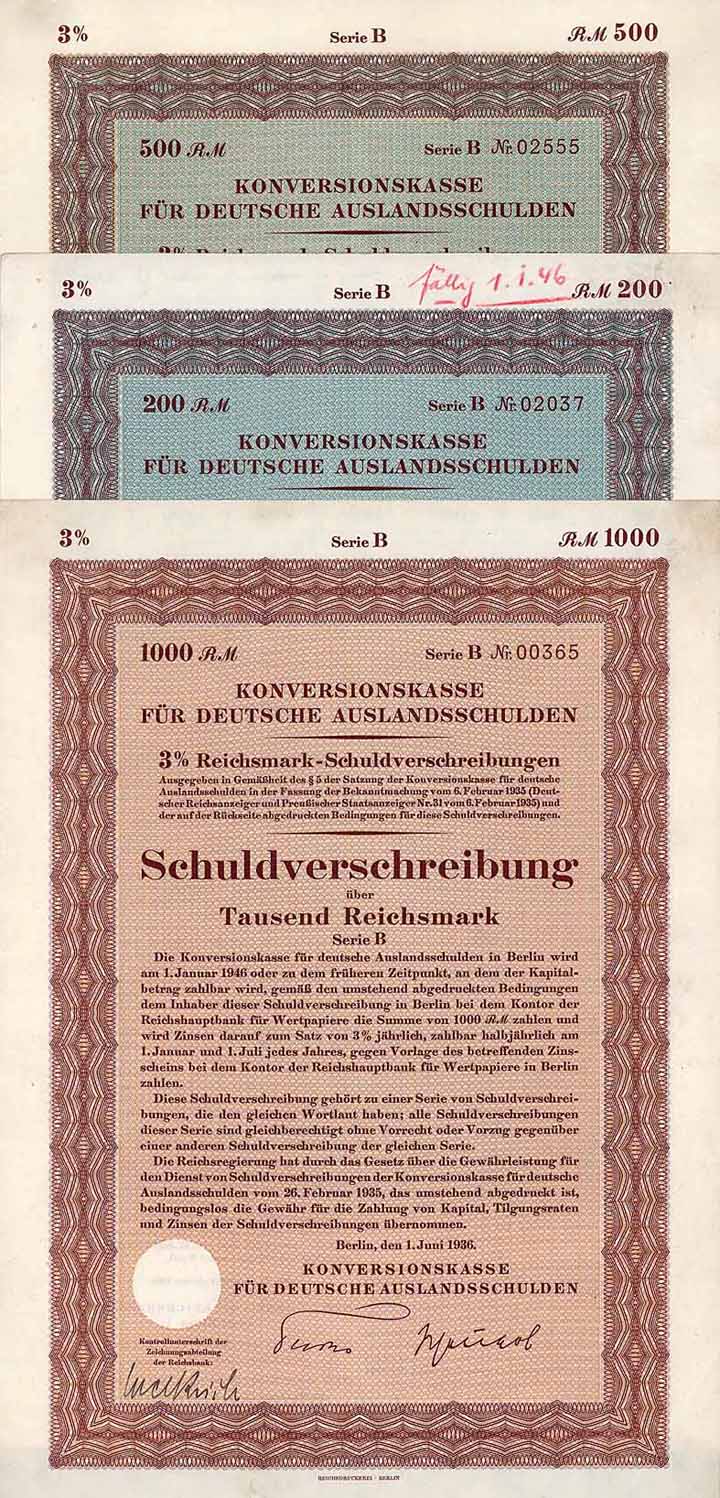 3% Serie B RM 500
500 RM Serie B Nr. 02555
KONVERSIONSKASSE
FÜR DEUTSCHE AUSLANDSSCHULDEN
3% Reichsmark-Schuldverschreibungen
fällig 1.1.46
3% Serie B RM 200
200 RM Serie B Nr. 02037
KONVERSIONSKASSE
FÜR DEUTSCHE AUSLANDSSCHULDEN
3% Serie B RM 1000
1000 RM Serie B Nr. 00365
KONVERSIONSKASSE
FÜR DEUTSCHE AUSLANDSSCHULDEN
3% Reichsmark-Schuldverschreibungen
Ausgegeben in Gemäßheit des § 5 der Satzung der Konversionskasse für deutsche
Auslandsschulden in der Fassung der Bekanntmachung vom 6. Februar 1935 (Deut-
scher Reichsanzeiger und Preußischer Staatsanzeiger Nr. 31 vom 6. Februar 1935) und
der auf der Rückseite abgedruckten Bedingungen für diese Schuldverschreibungen.
Schuldverschreibung
über
Tausend Reichsmark
Serie B
Die Konversionskasse für deutsche Auslandsschulden in Berlin wird
am 1. Januar 1946 oder zu dem früheren Zeitpunkt, an dem der Kapital-
betrag zahlbar wird, gemäß den umstehend abgedruckten Bedingungen
dem Inhaber dieser Schuldverschreibung in Berlin bei dem Kontor der
Reichshauptbank für Wertpapiere die Summe von 1000 RM zahlen und
wird Zinsen darauf zum Satz von 3% jährlich, zahlbar halbjährlich am
1. Januar und 1. Juli jedes Jahres, gegen Vorlage des betreffenden Zins-
scheins bei dem Kontor der Reichshauptbank für Wertpapiere in Berlin
zahlen.
Diese Schuldverschreibung gehört zu einer Serie von Schuldverschrei-
bungen, die den gleichen Wortlaut haben; alle Schuldverschreibungen
dieser Serie sind gleichberechtigt ohne Vorrecht oder Vorzug gegenüber
einer anderen Schuldverschreibung der gleichen Serie.
Die Reichsregierung hat durch das Gesetz über die Gewährleistung für
den Dienst von Schuldverschreibungen der Konversionskasse für deutsche
Auslandsschulden vom 26. Februar 1935, das umstehend abgedruckt ist,
bedingungslos die Gewähr für die Zahlung von Kapital, Tilgungsraten
und Zinsen der Schuldverschreibungen übernommen.
Berlin, den 1. Juni 1936.
KONVERSIONSKASSE
FÜR DEUTSCHE AUSLANDSSCHULDEN
Kontrollunterschrift der
Zeichnungsabteilung
der Reichsbank:
REICHSDRUCKEREI · BERLIN